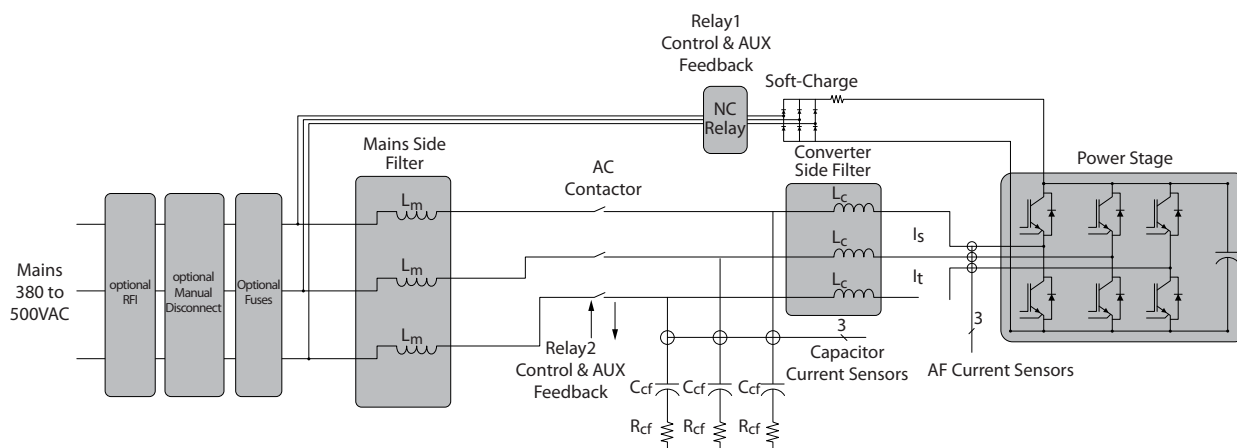 Relay1
Control & AUX
Feedback
Soft-Charge
NC
Relay
Mains Side
Filter
AC
Contactor
Converter
Side Filter
Power Stage
Lm
Lc
Is
Lm
Lc
It
Lm
Lc
Mains
380 to
500VAC
optional
RFI
optional
Manual
Disconnect
Optional
Fuses
Relay2
Control & AUX
Feedback
3
Capacitor
Current Sensors
3
AF Current Sensors
Ccf
Ccf
Ccf
Rcf
Rcf
Rcf